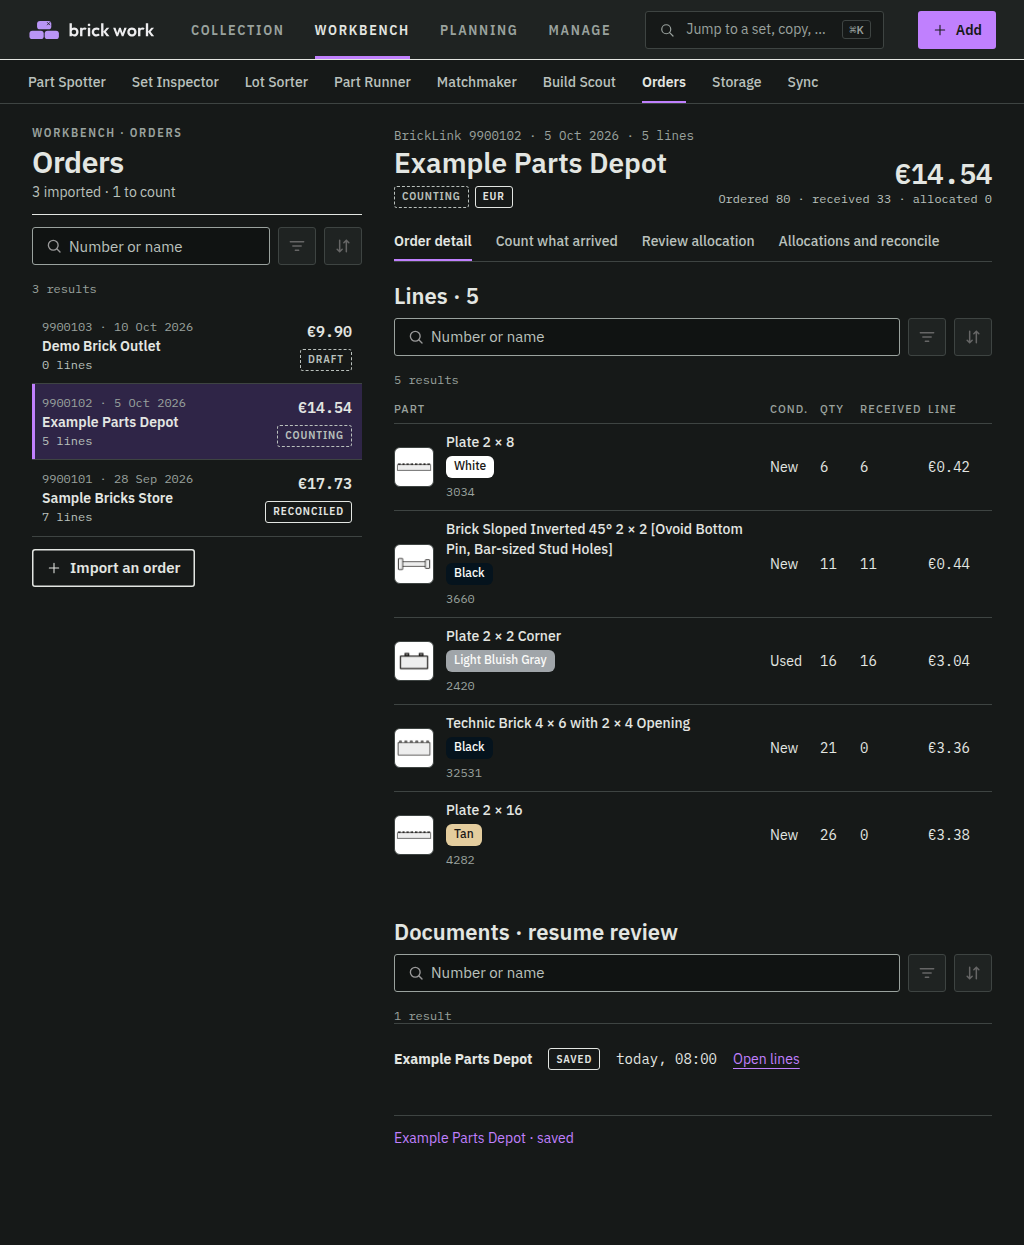 brick work
COLLECTION
WORKBENCH
PLANNING
MANAGE
Jump to a set, copy, ...
⌘K
+ Add
Part Spotter
Set Inspector
Lot Sorter
Part Runner
Matchmaker
Build Scout
Orders
Storage
Sync
WORKBENCH · ORDERS
Orders
3 imported · 1 to count
Number or name
3 results
9900103 · 10 Oct 2026
Demo Brick Outlet
0 lines
€9.90
DRAFT
9900102 · 5 Oct 2026
Example Parts Depot
5 lines
€14.54
COUNTING
9900101 · 28 Sep 2026
Sample Bricks Store
7 lines
€17.73
RECONCILED
+ Import an order
BrickLink 9900102 · 5 Oct 2026 · 5 lines
Example Parts Depot
COUNTING
EUR
€14.54
Ordered 80 · received 33 · allocated 0
Order detail
Count what arrived
Review allocation
Allocations and reconcile
Lines · 5
Number or name
5 results
PART COND. QTY RECEIVED LINE
Plate 2 × 8
White
3034
New 6 6 €0.42
Brick Sloped Inverted 45° 2 × 2 [Ovoid Bottom
Pin, Bar-sized Stud Holes]
Black
3660
New 11 11 €0.44
Plate 2 × 2 Corner
Light Bluish Gray
2420
Used 16 16 €3.04
Technic Brick 4 × 6 with 2 × 4 Opening
Black
32531
New 21 0 €3.36
Plate 2 × 16
Tan
4282
New 26 0 €3.38
Documents · resume review
Number or name
1 result
Example Parts Depot SAVED today, 08:00 Open lines
Example Parts Depot · saved